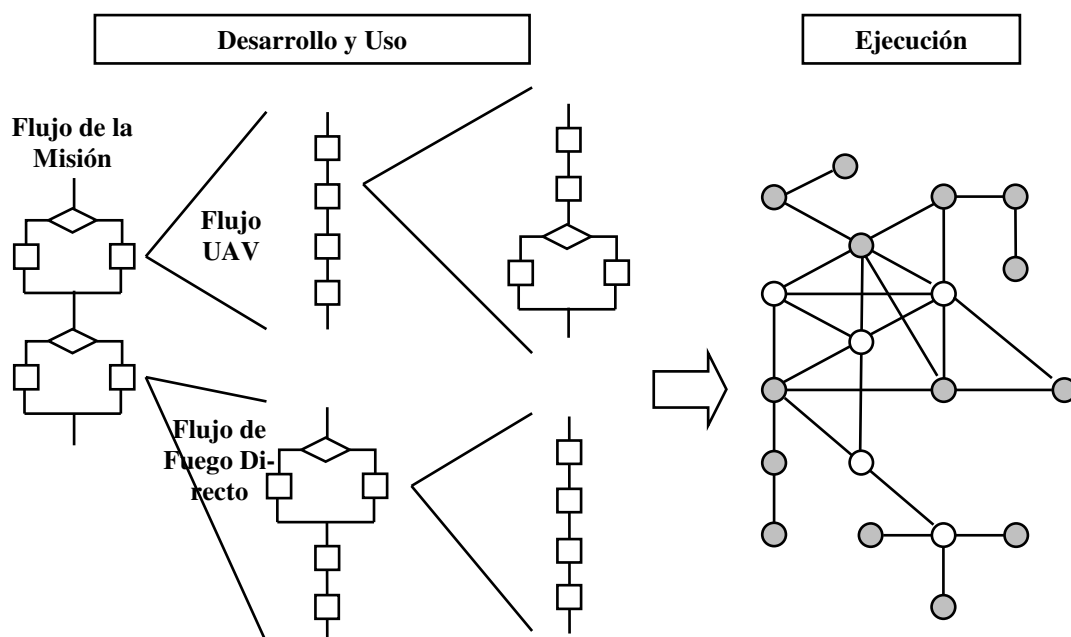 Desarrollo y Uso
Ejecución
Flujo de la
Misión
Flujo
UAV
Flujo de
Fuego Di-
recto